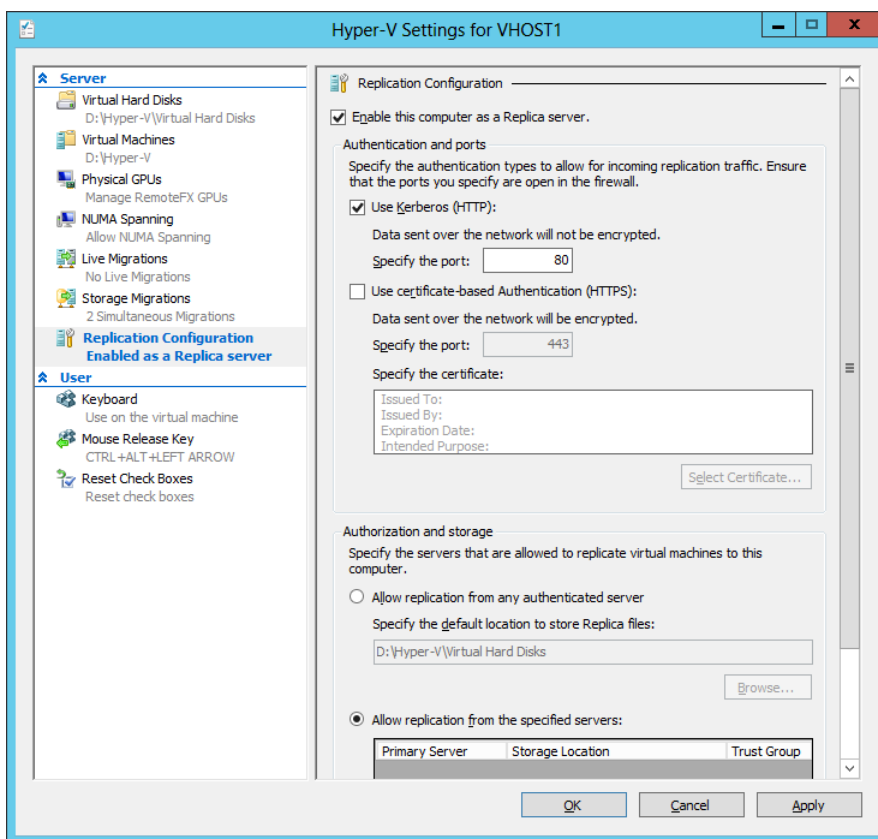 Hyper-V Settings for VHOST1
Server
Virtual Hard Disks
D:\Hyper-V\Virtual Hard Disks
Virtual Machines
D:\Hyper-V
Physical GPUs
Manage RemoteFX GPUs
NUMA Spanning
Allow NUMA Spanning
Live Migrations
No Live Migrations
Storage Migrations
2 Simultaneous Migrations
Replication Configuration
Enabled as a Replica server
User
Keyboard
Use on the virtual machine
Mouse Release Key
CTRL+ALT+LEFT ARROW
Reset Check Boxes
Reset check boxes
Replication Configuration
Enable this computer as a Replica server.
Authentication and ports
Specify the authentication types to allow for incoming replication traffic. Ensure
that the ports you specify are open in the firewall.
Use Kerberos (HTTP):
Data sent over the network will not be encrypted.
Specify the port: 80
Use certificate-based Authentication (HTTPS):
Data sent over the network will be encrypted.
Specify the port: 443
Specify the certificate:
Issued To:
Issued By:
Expiration Date:
Intended Purpose:
Select Certificate...
Authorization and storage
Specify the servers that are allowed to replicate virtual machines to this
computer.
Allow replication from any authenticated server
Specify the default location to store Replica files:
D:\Hyper-V\Virtual Hard Disks
Browse...
Allow replication from the specified servers:
Primary Server Storage Location Trust Group
OK Cancel Apply